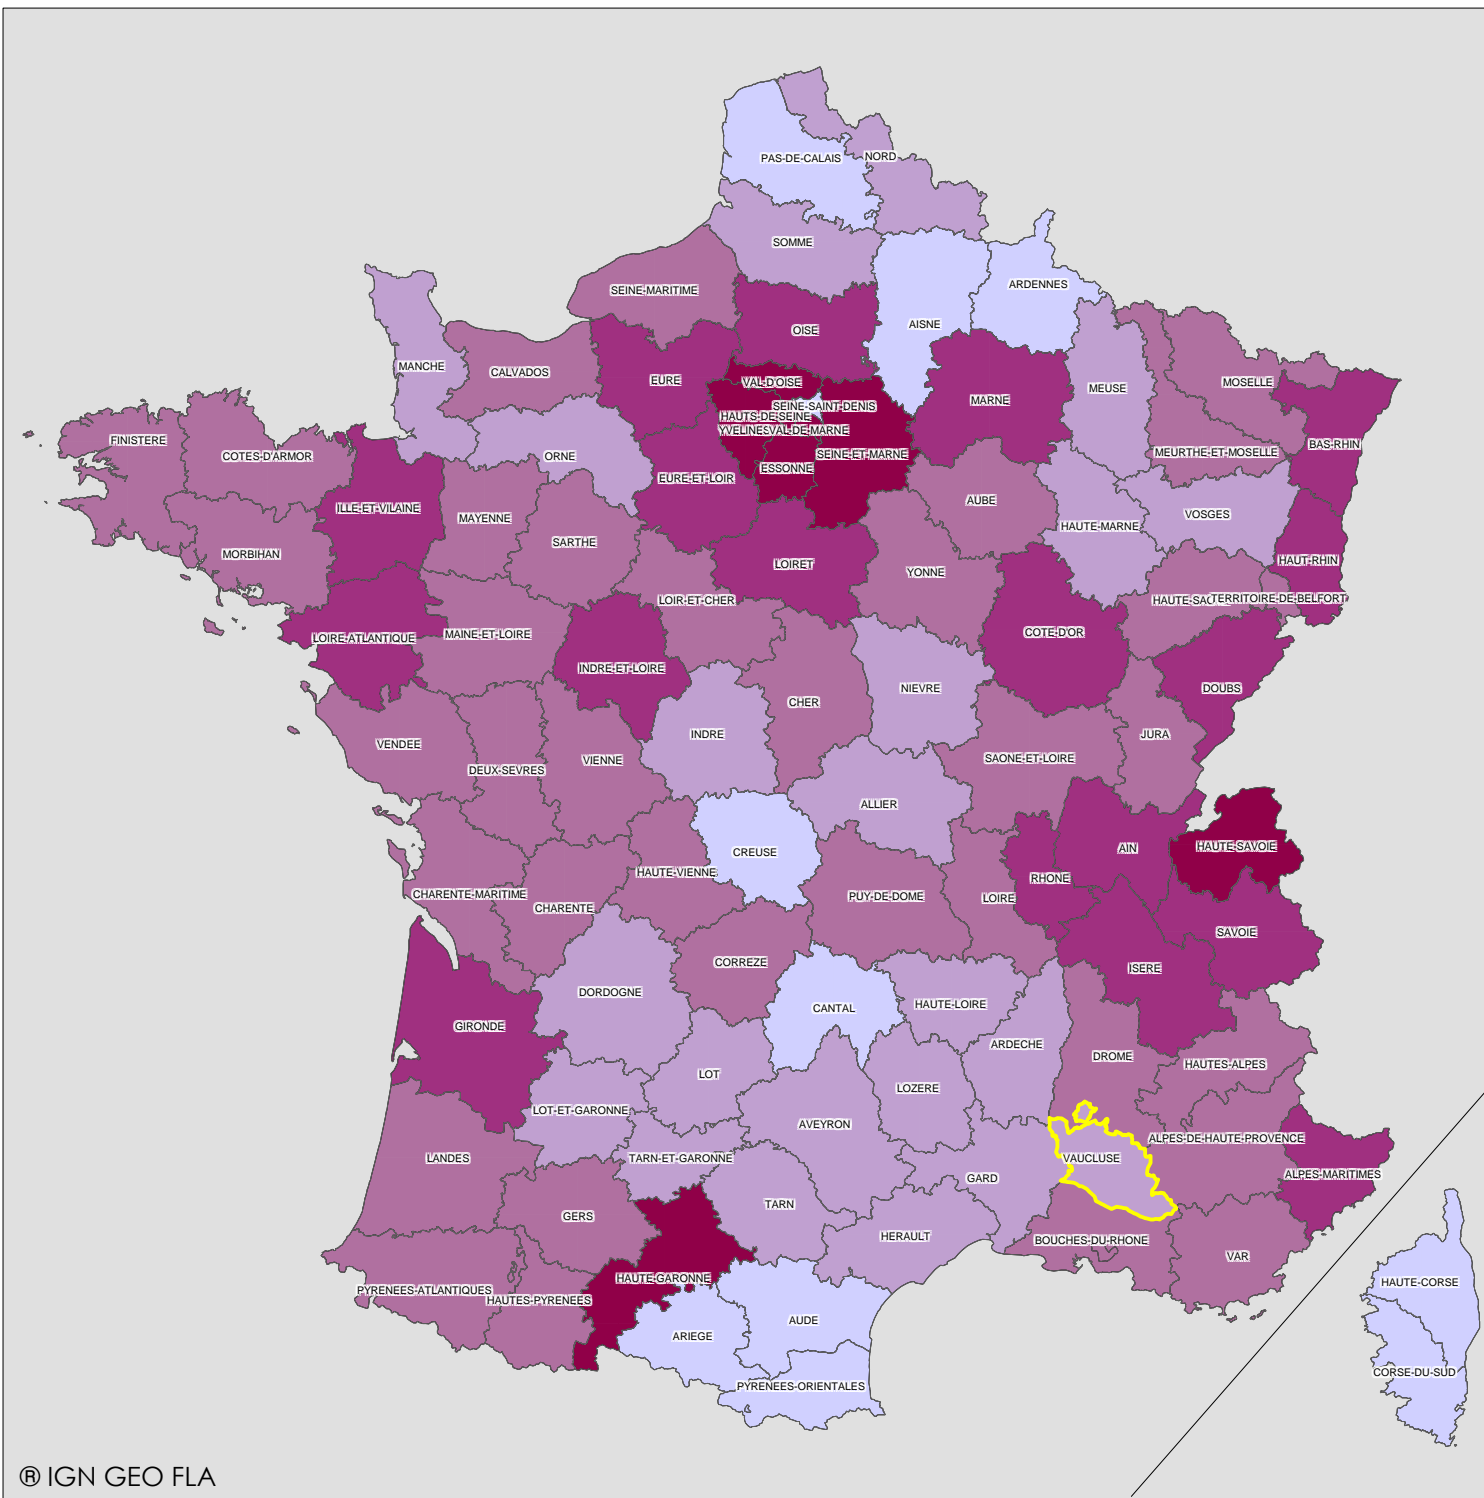 PAS-DE-CALAIS
NORD
SOMME
SEINE-MARITIME
ARDENNES
OISE
AISNE
MANCHE
CALVADOS
EURE
VAL-D'OISE
MOSELLE
MEUSE
MARNE
SEINE-SAINT-DENIS
HAUTS-DE-SEINE
YVELINES
VAL-DE-MARNE
FINISTERE
COTES-D'ARMOR
ORNE
SEINE-ET-MARNE
MEURTHE-ET-MOSELLE
BAS-RHIN
ESSONNE
EURE-ET-LOIR
AUBE
ILLE-ET-VILAINE
MAYENNE
HAUTE-MARNE
VOSGES
MORBIHAN
SARTHE
LOIRET
YONNE
HAUT-RHIN
LOIR-ET-CHER
HAUTE-SAO
TERRITOIRE-DE-BELFORT
LOIRE-ATLANTIQUE
MAINE-ET-LOIRE
COTE-D'OR
INDRE-ET-LOIRE
NIEVRE
DOUBS
CHER
INDRE
JURA
VENDEE
DEUX-SEVRES
VIENNE
SAONE-ET-LOIRE
ALLIER
CREUSE
AIN
HAUTE-SAVOIE
HAUTE-VIENNE
RHONE
CHARENTE-MARITIME
CHARENTE
PUY-DE-DOME
LOIRE
SAVOIE
CORREZE
ISERE
DORDOGNE
CANTAL
HAUTE-LOIRE
GIRONDE
ARDECHE
DROME
HAUTES-ALPES
LOT
LOZERE
LOT-ET-GARONNE
AVEYRON
ALPES-DE-HAUTE-PROVENCE
LANDES
TARN-ET-GARONNE
VAUCLUSE
GARD
ALPES-MARITIMES
TARN
GERS
HERAULT
BOUCHES-DU-RHONE
VAR
HAUTE-GARONNE
HAUTE-CORSE
PYRENEES-ATLANTIQUES
HAUTES-PYRENEES
AUDE
ARIEGE
CORSE-DU-SUD
PYRENEES-ORIENTALES
® IGN GEO FLA